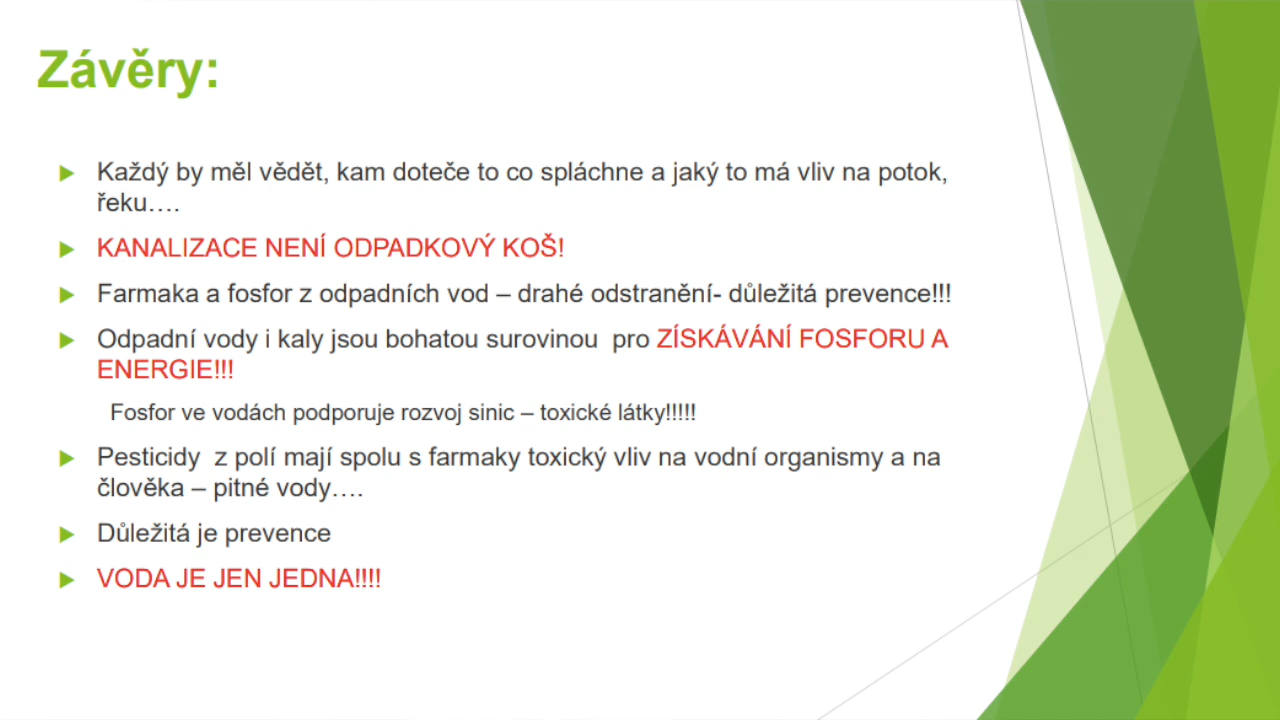 Závěry:
Každý by měl vědět, kam doteče to co spláchne a jaký to má vliv na potok,
řeku….
KANALIZACE NENÍ ODPADKOVÝ KOŠ!
Farmaka a fosfor z odpadních vod – drahé odstranění- důležitá prevence!!!
Odpadní vody i kaly jsou bohatou surovinou  pro ZÍSKÁVÁNÍ FOSFORU A
ENERGIE!!!
Fosfor ve vodách podporuje rozvoj sinic – toxické látky!!!!!
Pesticidy  z polí mají spolu s farmaky toxický vliv na vodní organismy a na
člověka – pitné vody….
Důležitá je prevence
VODA JE JEN JEDNA!!!!